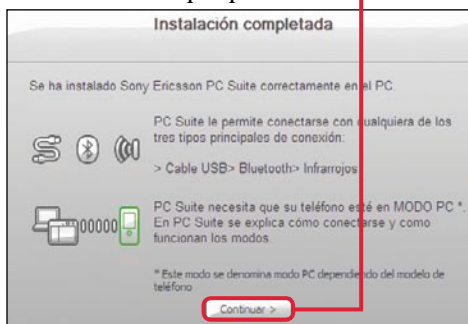 Instalación completada
Se ha instalado Sony Ericsson PC Suite correctamente en el PC.
PC Suite le permite conectarse con cualquiera de los
tres tipos principales de conexión:
> Cable USB> Bluetooth> Infrarrojos
PC Suite necesita que su teléfono esté en MODO PC *.
En PC Suite se explica cómo conectarse y como
funcionan los modos.
* Este modo se denomina modo PC dependiendo del modelo de
teléfono
Continuar >